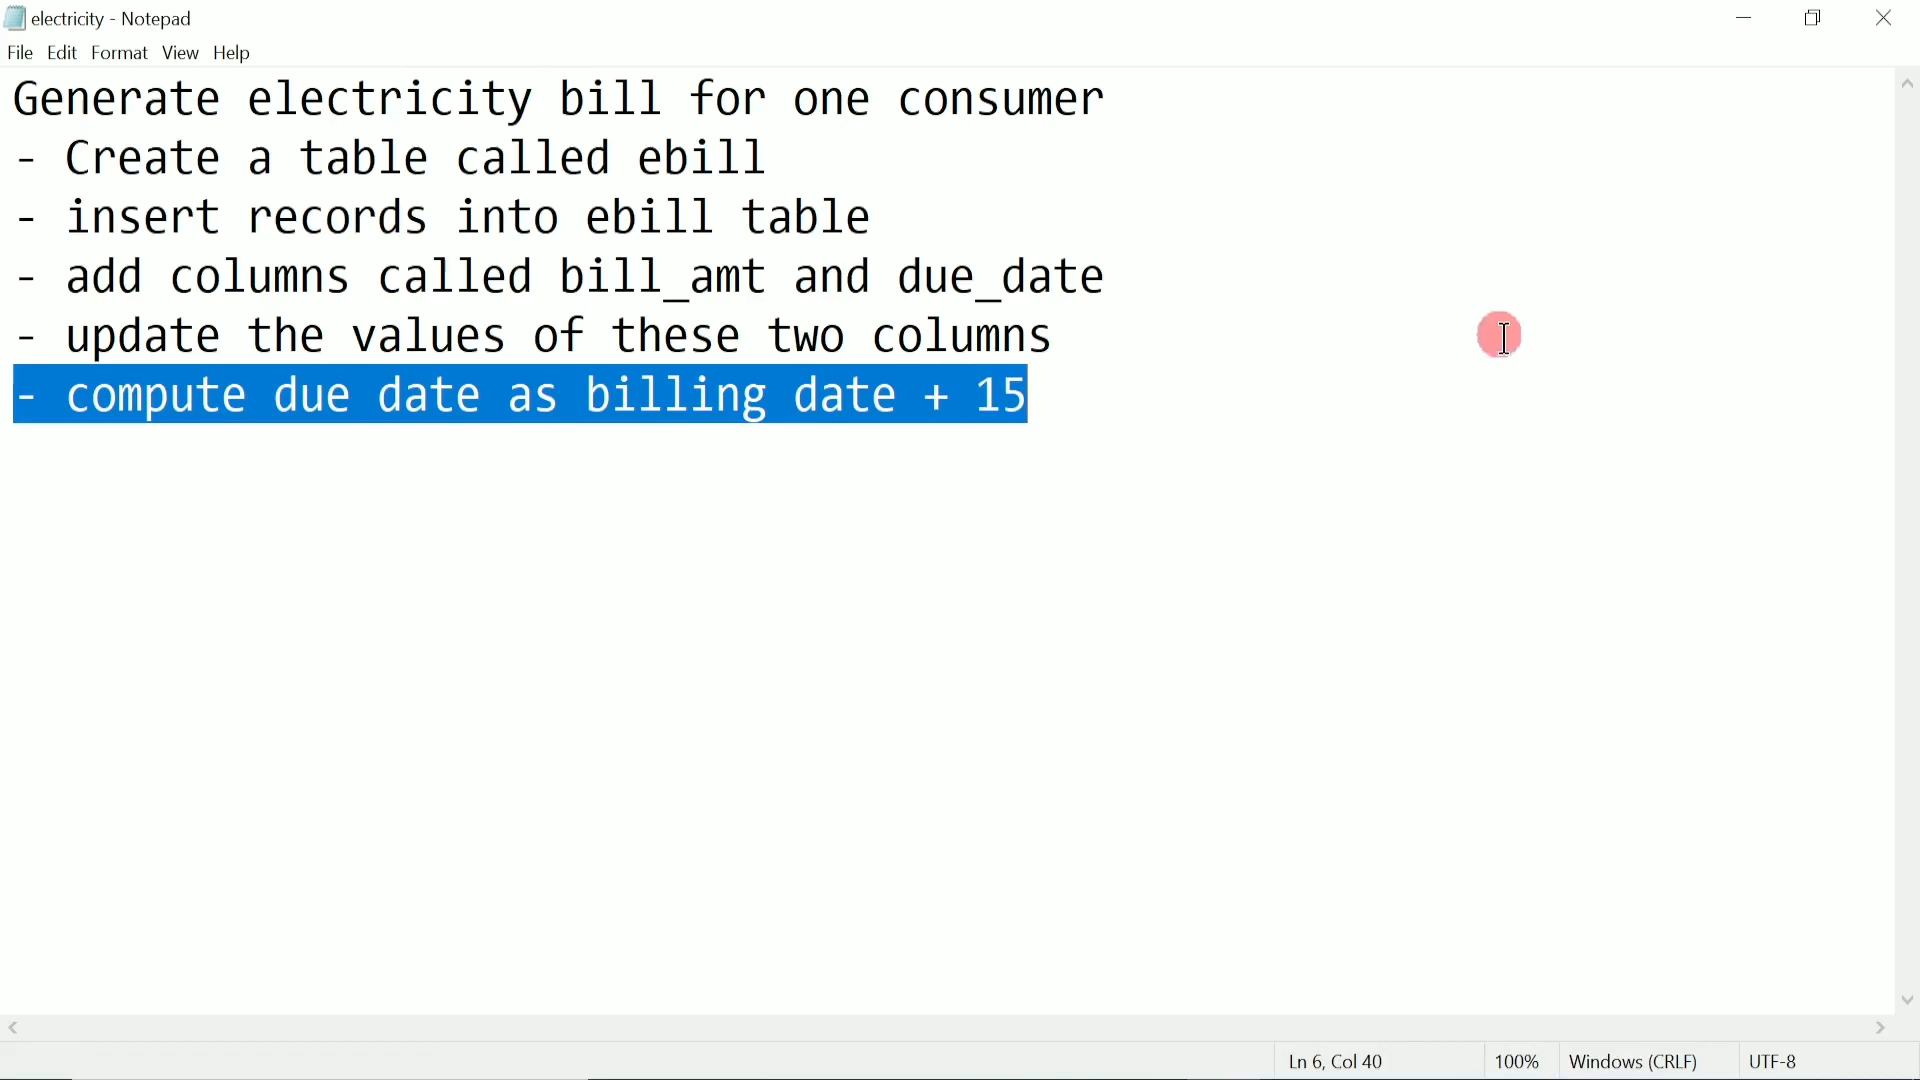 electricity - Notepad
File Edit Format View Help
Generate electricity bill for one consumer
- Create a table called ebill
- insert records into ebill table
- add columns called bill_amt and due_date
- update the values of these two columns
- compute due date as billing date + 15
Ln 6, Col 40 100% Windows (CRLF) UTF-8